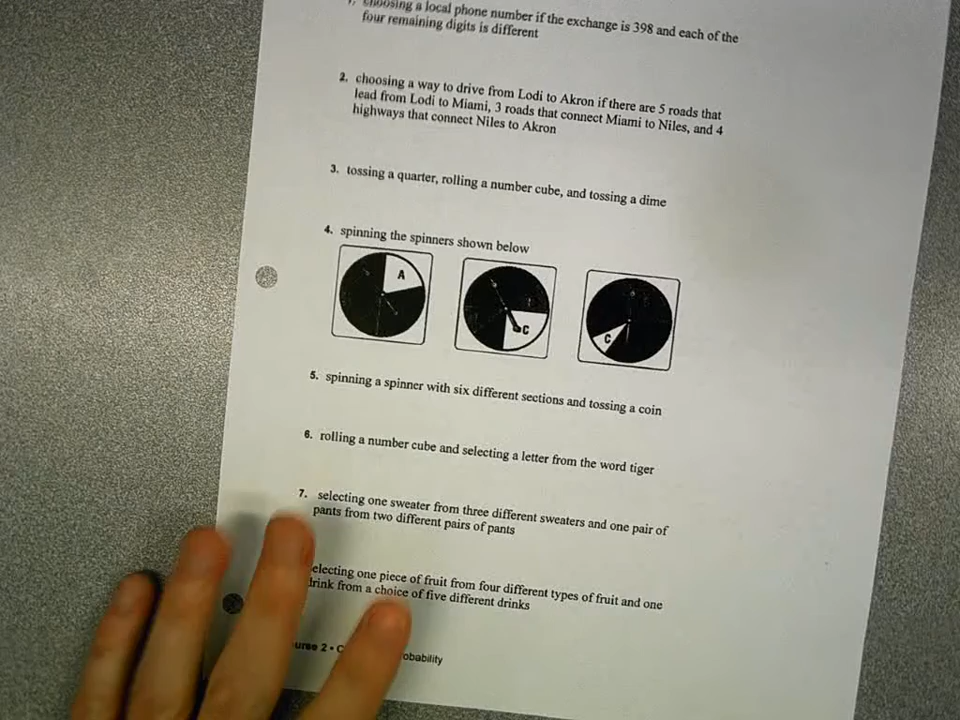 choosing a local phone number if the exchange is 398 and each of the
four remaining digits is different
2. choosing a way to drive from Lodi to Akron if there are 5 roads that
lead from Lodi to Miami, 3 roads that connect Miami to Niles, and 4
highways that connect Niles to Akron
3. tossing a quarter, rolling a number cube, and tossing a dime
4. spinning the spinners shown below
A
C
C
5. spinning a spinner with six different sections and tossing a coin
6. rolling a number cube and selecting a letter from the word tiger
7. selecting one sweater from three different sweaters and one pair of
pants from two different pairs of pants
electing one piece of fruit from four different types of fruit and one
drink from a choice of five different drinks
urse 2 • C obability